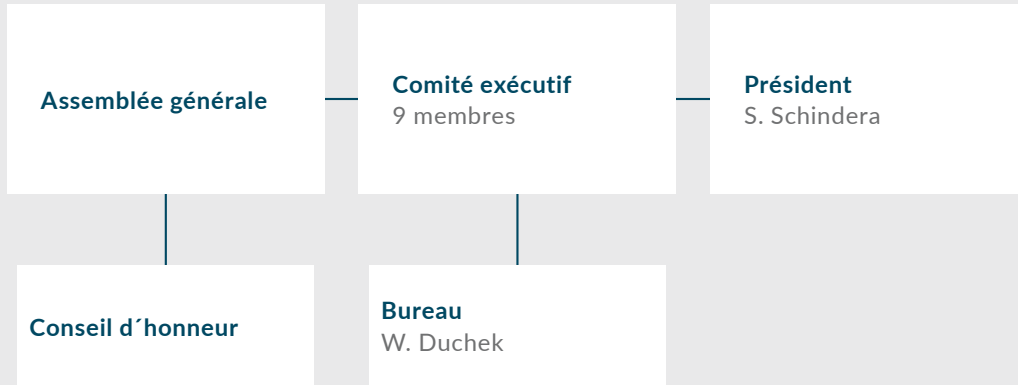 Assemblée générale
Comité exécutif
9 membres
Président
S. Schindera
Conseil d´honneur
Bureau
W. Duchek